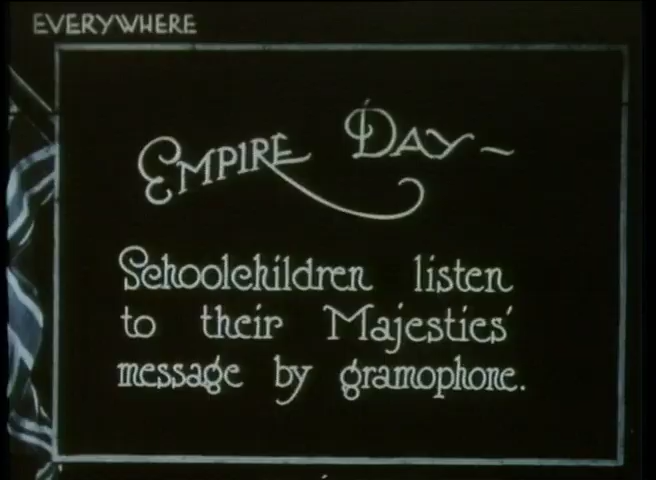 EVERYWHERE
EMPIRE DAY ~
Schoolchildren listen
to their Majesties'
message by gramophone.